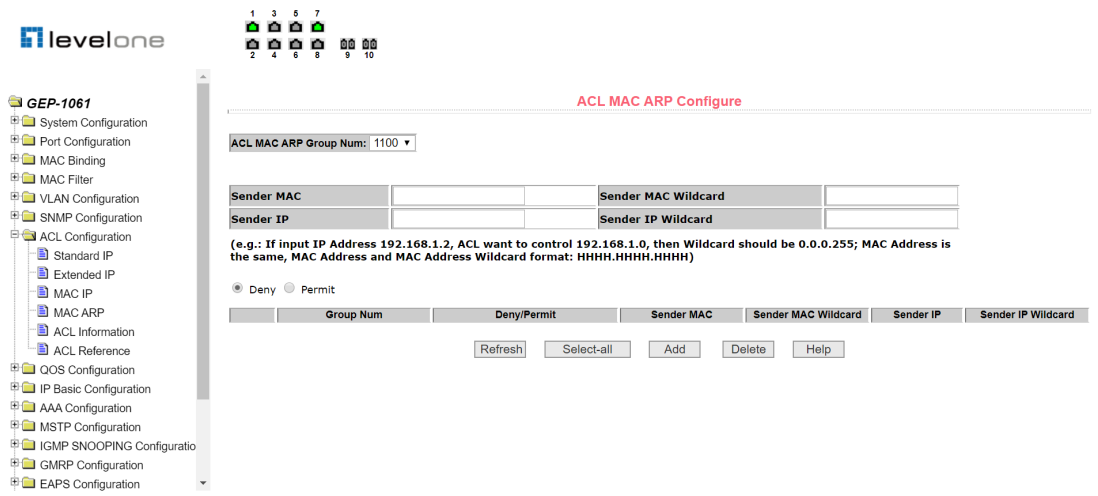 levelone
1 3 5 7
2 4 6 8 9 10
GEP-1061
System Configuration
Port Configuration
MAC Binding
MAC Filter
VLAN Configuration
SNMP Configuration
ACL Configuration
Standard IP
Extended IP
MAC IP
MAC ARP
ACL Information
ACL Reference
QOS Configuration
IP Basic Configuration
AAA Configuration
MSTP Configuration
IGMP SNOOPING Configuratio
GMRP Configuration
EAPS Configuration
ACL MAC ARP Configure
ACL MAC ARP Group Num: 1100
Sender MAC Sender MAC Wildcard
Sender IP Sender IP Wildcard
(e.g.: If input IP Address 192.168.1.2, ACL want to control 192.168.1.0, then Wildcard should be 0.0.0.255; MAC Address is
the same, MAC Address and MAC Address Wildcard format: HHHH.HHHH.HHHH)
Deny Permit
Group Num Deny/Permit Sender MAC Sender MAC Wildcard Sender IP Sender IP Wildcard
Refresh Select-all Add Delete Help